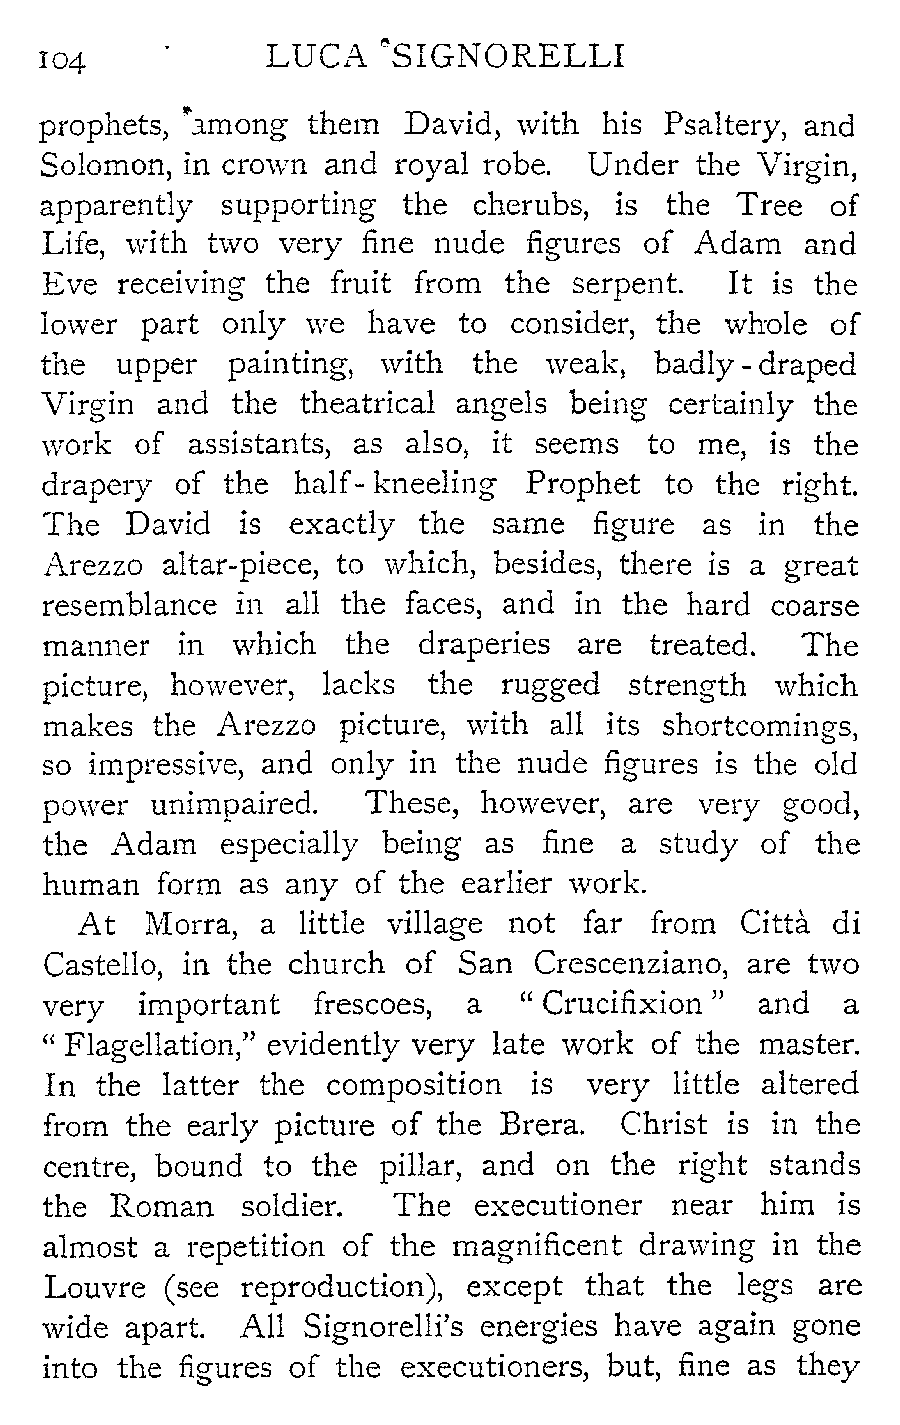 104 LUCA SIGNORELLI
prophets, among them David, with his Psaltery, and
Solomon, in crown and royal robe. Under the Virgin,
apparently supporting the cherubs, is the Tree of
Life, with two very fine nude figures of Adam and
Eve receiving the fruit from the serpent. It is the
lower part only we have to consider, the whole of
the upper painting, with the weak, badly-draped
Virgin and the theatrical angels being certainly the
work of assistants, as also, it seems to me, is the
drapery of the half-kneeling Prophet to the right.
The David is exactly the same figure as in the
Arezzo altar-piece, to which, besides, there is a great
resemblance in all the faces, and in the hard coarse
manner in which the draperies are treated. The
picture, however, lacks the rugged strength which
makes the Arezzo picture, with all its shortcomings,
so impressive, and only in the nude figures is the old
power unimpaired. These, however, are very good,
the Adam especially being as fine a study of the
human form as any of the earlier work.
At Morra, a little village not far from Città di
Castello, in the church of San Crescenziano, are two
very important frescoes, a "Crucifixion" and a
"Flagellation," evidently very late work of the master.
In the latter the composition is very little altered
from the early picture of the Brera. Christ is in the
centre, bound to the pillar, and on the right stands
the Roman soldier. The executioner near him is
almost a repetition of the magnificent drawing in the
Louvre (see reproduction), except that the legs are
wide apart. All Signorelli's energies have again gone
into the figures of the executioners, but, fine as they